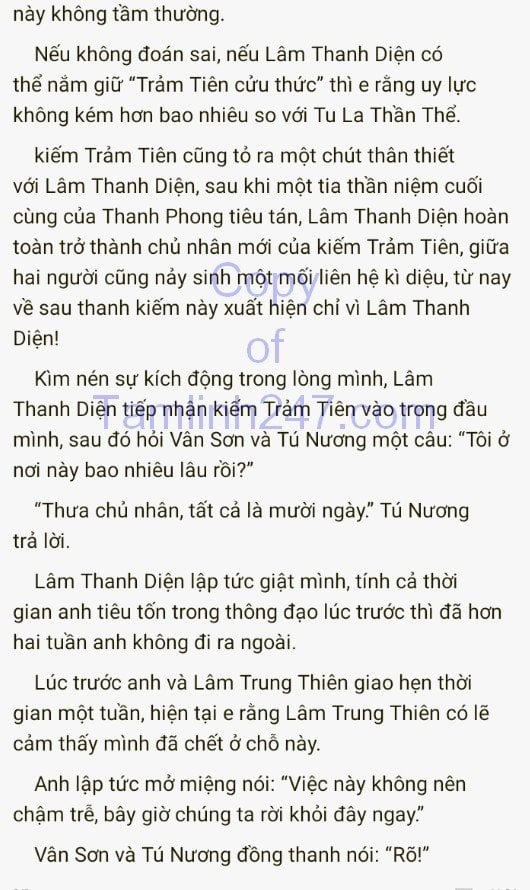 này không tầm thường.
Nếu không đoán sai, nếu Lâm Thanh Diện có
thể nắm giữ “Trảm Tiên cửu thức” thì e rằng uy lực
không kém hơn bao nhiêu so với Tu La Thần Thể.
kiếm Trảm Tiên cũng tỏ ra một chút thân thiết
với Lâm Thanh Diện, sau khi một tia thần niệm cuối
cùng của Thanh Phong tiêu tán, Lâm Thanh Diện hoàn
toàn trở thành chủ nhân mới của kiếm Trảm Tiên, giữa
hai người cũng nảy sinh một mối liên hệ kì diệu, từ nay
về sau thanh kiếm này xuất hiện chỉ vì Lâm Thanh
Diện!
Kìm nén sự kích động trong lòng mình, Lâm
Thanh Diện tiếp nhận kiếm Trảm Tiên vào trong đầu
mình, sau đó hỏi Vân Sơn và Tú Nương một câu: “Tôi ở
nơi này bao nhiêu lâu rồi?”
“Thưa chủ nhân, tất cả là mười ngày.” Tú Nương
trả lời.
Lâm Thanh Diện lập tức giật mình, tính cả thời
gian anh tiêu tốn trong thông đạo lúc trước thì đã hơn
hai tuần anh không đi ra ngoài.
Lúc trước anh và Lâm Trung Thiên giao hẹn thời
gian một tuần, hiện tại e rằng Lâm Trung Thiên có lẽ
cảm thấy mình đã chết ở chỗ này.
Anh lập tức mở miệng nói: “Việc này không nên
chậm trễ, bây giờ chúng ta rời khỏi đây ngay.”
Vân Sơn và Tú Nương đồng thanh nói: “Rõ!”
Copy
of
Tamlinh247.com